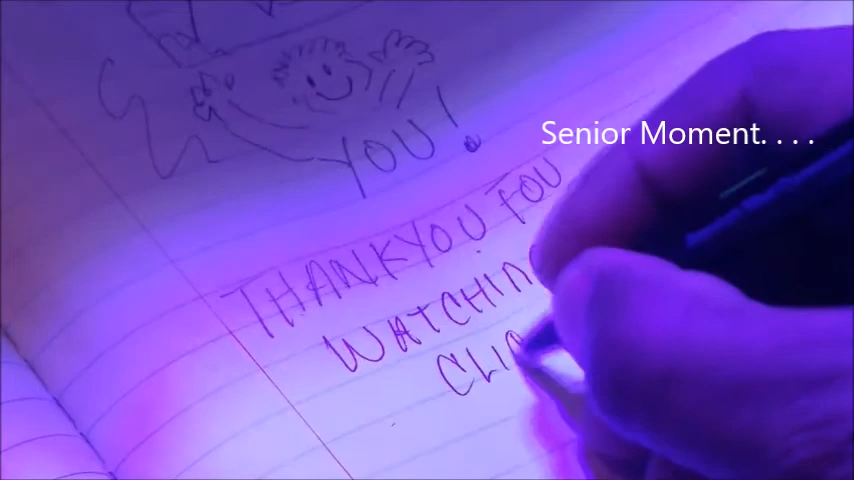 Senior Moment. . . .
YOU!
THANKYOU FOU
WATCHIN
CLI